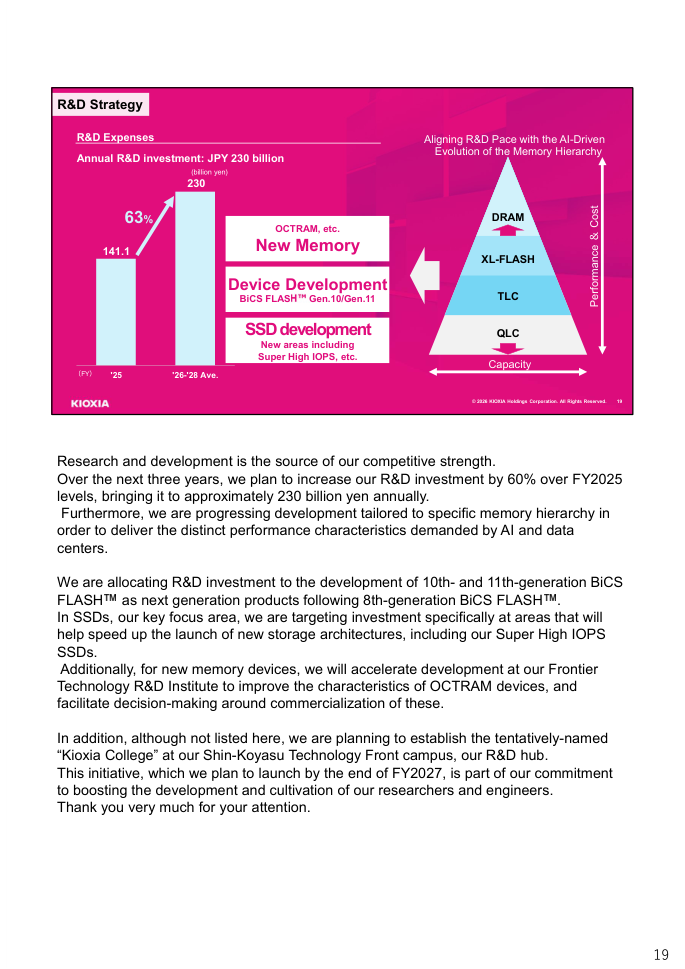 R&D Strategy
R&D Expenses
Annual R&D investment: JPY 230 billion
(billion yen)
230
63%
141.1
(FY)
'25
'26-'28 Ave.
OCTRAM, etc.
New Memory
Device Development
BiCS FLASH™ Gen.10/Gen.11
SSD development
New areas including
Super High IOPS, etc.
Aligning R&D Pace with the AI-Driven
Evolution of the Memory Hierarchy
DRAM
XL-FLASH
TLC
QLC
Performance & Cost
Capacity
KIOXIA
© 2026 KIOXIA Holdings Corporation. All Rights Reserved. 19
Research and development is the source of our competitive strength.
Over the next three years, we plan to increase our R&D investment by 60% over FY2025
levels, bringing it to approximately 230 billion yen annually.
Furthermore, we are progressing development tailored to specific memory hierarchy in
order to deliver the distinct performance characteristics demanded by AI and data
centers.
We are allocating R&D investment to the development of 10th- and 11th-generation BiCS
FLASH™ as next generation products following 8th-generation BiCS FLASH™.
In SSDs, our key focus area, we are targeting investment specifically at areas that will
help speed up the launch of new storage architectures, including our Super High IOPS
SSDs.
Additionally, for new memory devices, we will accelerate development at our Frontier
Technology R&D Institute to improve the characteristics of OCTRAM devices, and
facilitate decision-making around commercialization of these.
In addition, although not listed here, we are planning to establish the tentatively-named
“Kioxia College” at our Shin-Koyasu Technology Front campus, our R&D hub.
This initiative, which we plan to launch by the end of FY2027, is part of our commitment
to boosting the development and cultivation of our researchers and engineers.
Thank you very much for your attention.
19